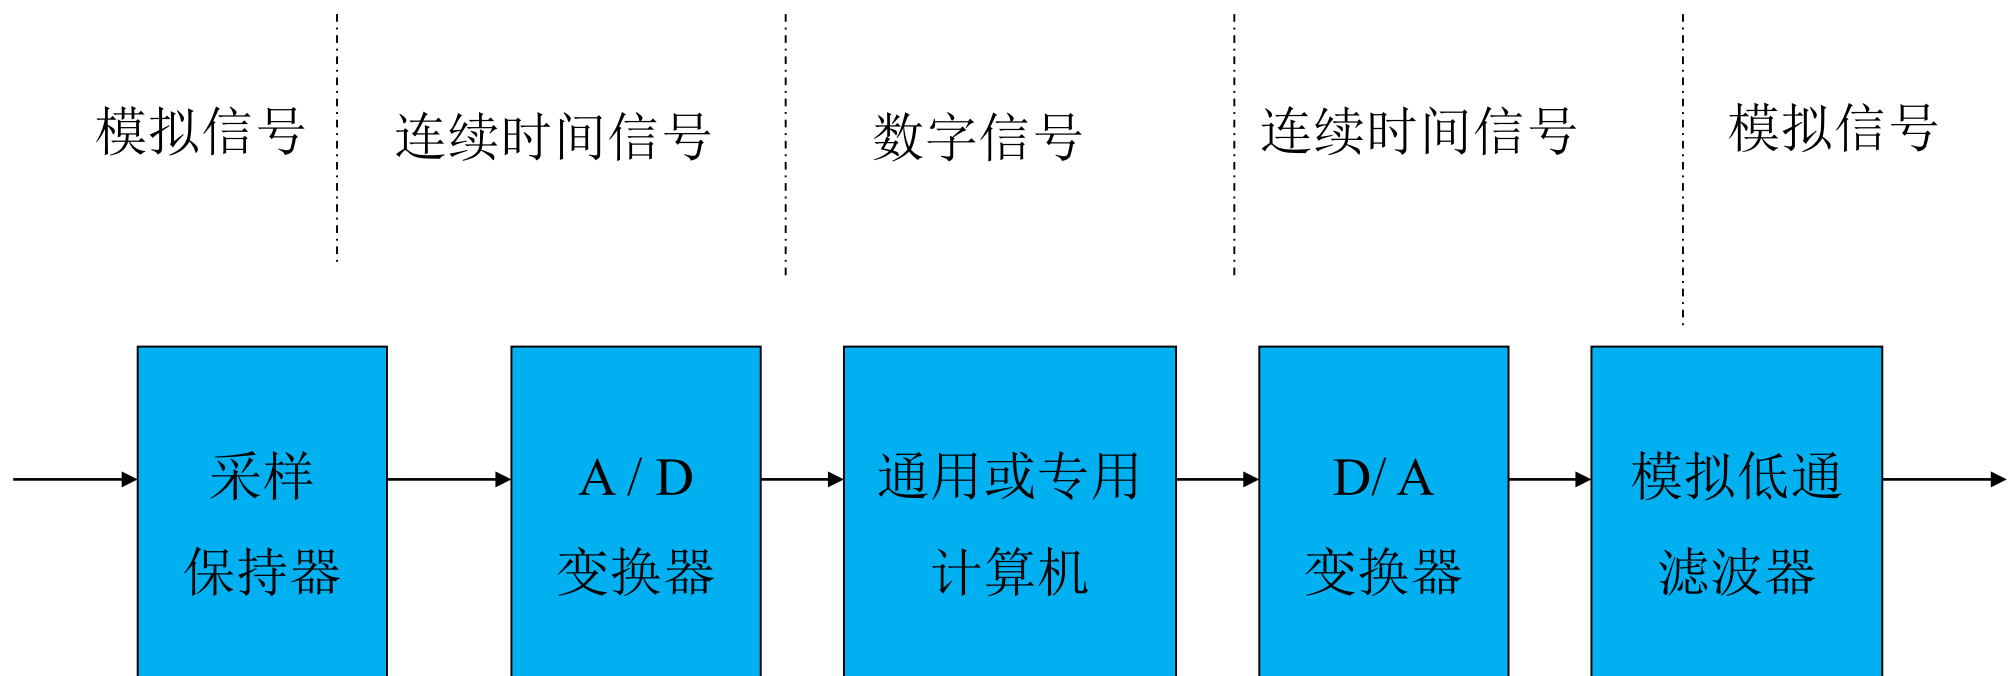 模拟信号
连续时间信号
数字信号
连续时间信号
模拟信号
采样
保持器
A / D
变换器
通用或专用
计算机
D/ A
变换器
模拟低通
滤波器